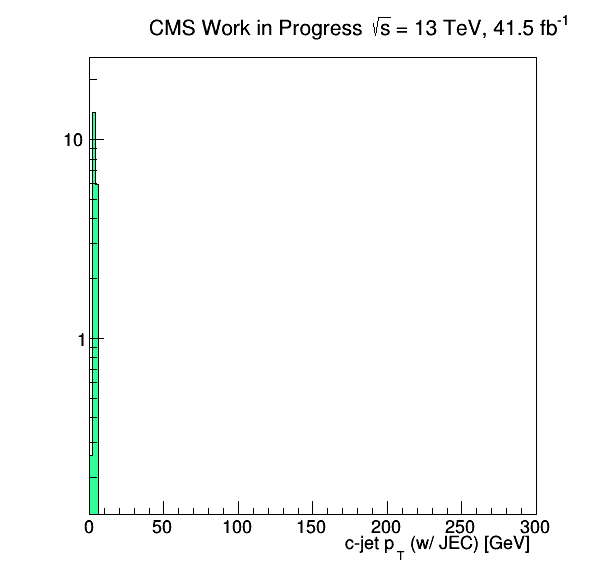 CMS Work in Progress √s = 13 TeV, 41.5 fb⁻¹
10
1
0 50 100 150 200 250 300
c-jet p_T (w/ JEC) [GeV]